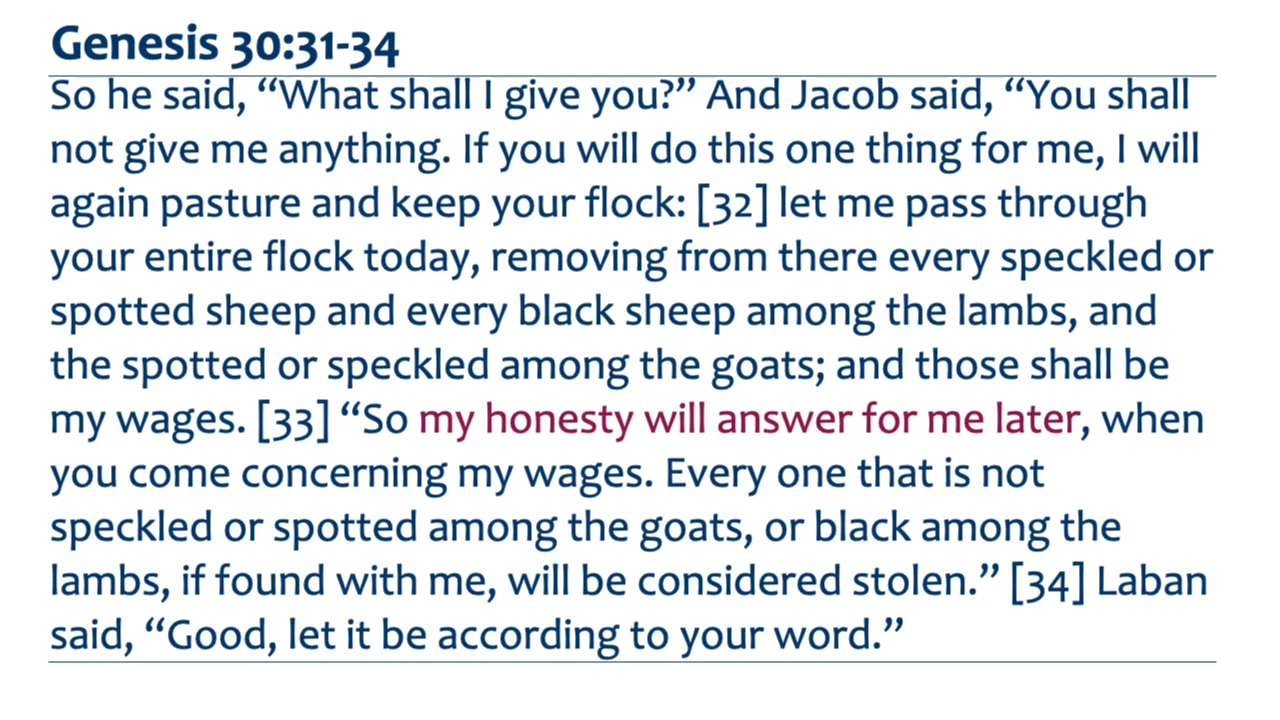 Genesis 30:31-34
So he said, “What shall I give you?” And Jacob said, “You shall
not give me anything. If you will do this one thing for me, I will
again pasture and keep your flock: [32] let me pass through
your entire flock today, removing from there every speckled or
spotted sheep and every black sheep among the lambs, and
the spotted or speckled among the goats; and those shall be
my wages. [33] “So my honesty will answer for me later, when
you come concerning my wages. Every one that is not
speckled or spotted among the goats, or black among the
lambs, if found with me, will be considered stolen.” [34] Laban
said, “Good, let it be according to your word.”